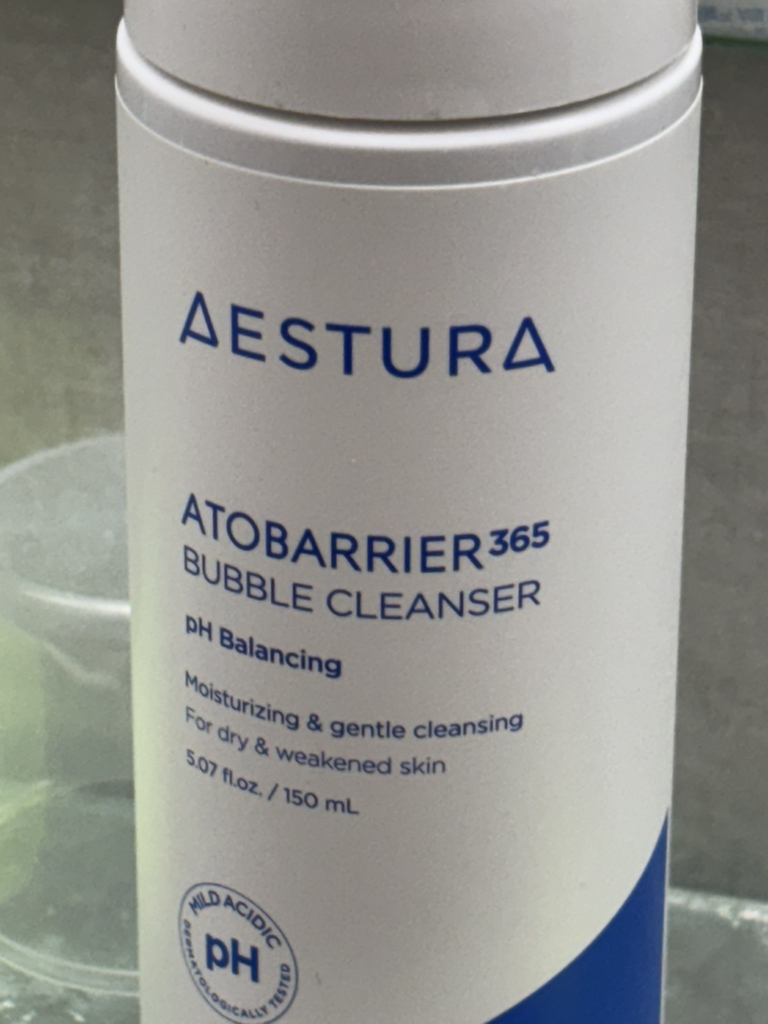 AESTURA
ATOBARRIER365
BUBBLE CLEANSER
pH Balancing
Moisturizing & gentle cleansing
For dry & weakened skin
5.07 fl.oz. / 150 mL
MILD ACIDIC
pH
DERMATOLOGICALLY TESTED